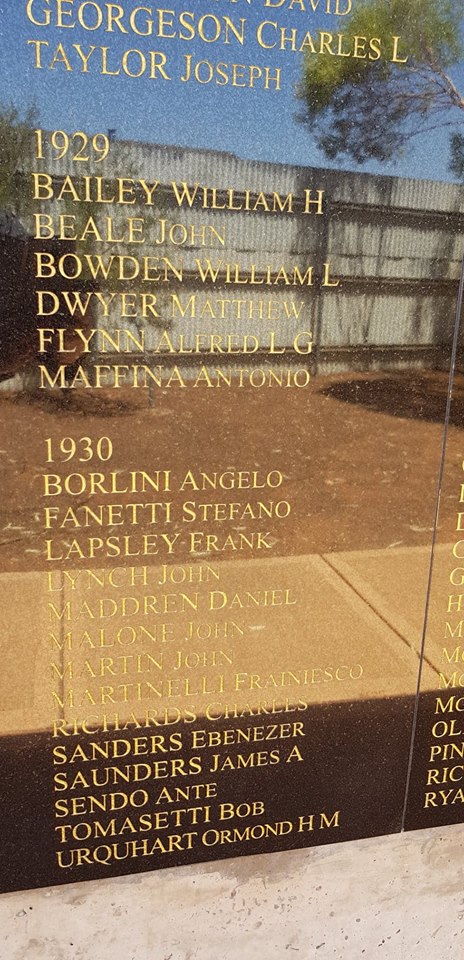 DAVID
GEORGESON CHARLES L
TAYLOR JOSEPH
1929
BAILEY WILLIAM H
BEALE JOHN
BOWDEN WILLIAM L
DWYER MATTHEW
FLYNN ALFRED L G
MAFFINA ANTONIO
1930
BORLINI ANGELO
FANETTI STEFANO
LAPSLEY FRANK
LYNCH JOHN
MADDREN DANIEL
MALONE JOHN
MARTIN JOHN
MARTINELLI FRAINIESCO
RICHARDS CHARLES
SANDERS EBENEZER
SAUNDERS JAMES A
SENDO ANTE
TOMASETTI BOB
URQUHART ORMOND H M